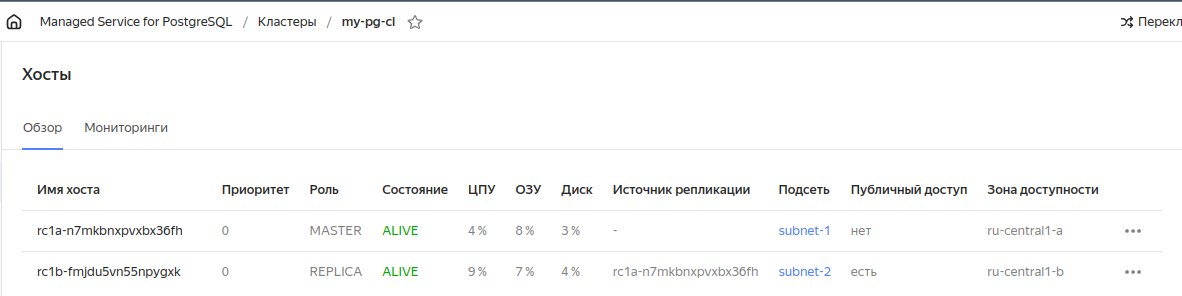 Managed Service for PostgreSQL / Кластеры / my-pg-cl
Перекл
Хосты
Обзор Мониторинги
Имя хоста Приоритет Роль Состояние ЦПУ ОЗУ Диск Источник репликации Подсеть Публичный доступ Зона доступности
rc1a-n7mkbnxpvxbx36fh 0 MASTER ALIVE 4 % 8 % 3 % - subnet-1 нет ru-central1-a
rc1b-fmjdu5vn55npygxk 0 REPLICA ALIVE 9 % 7 % 4 % rc1a-n7mkbnxpvxbx36fh subnet-2 есть ru-central1-b